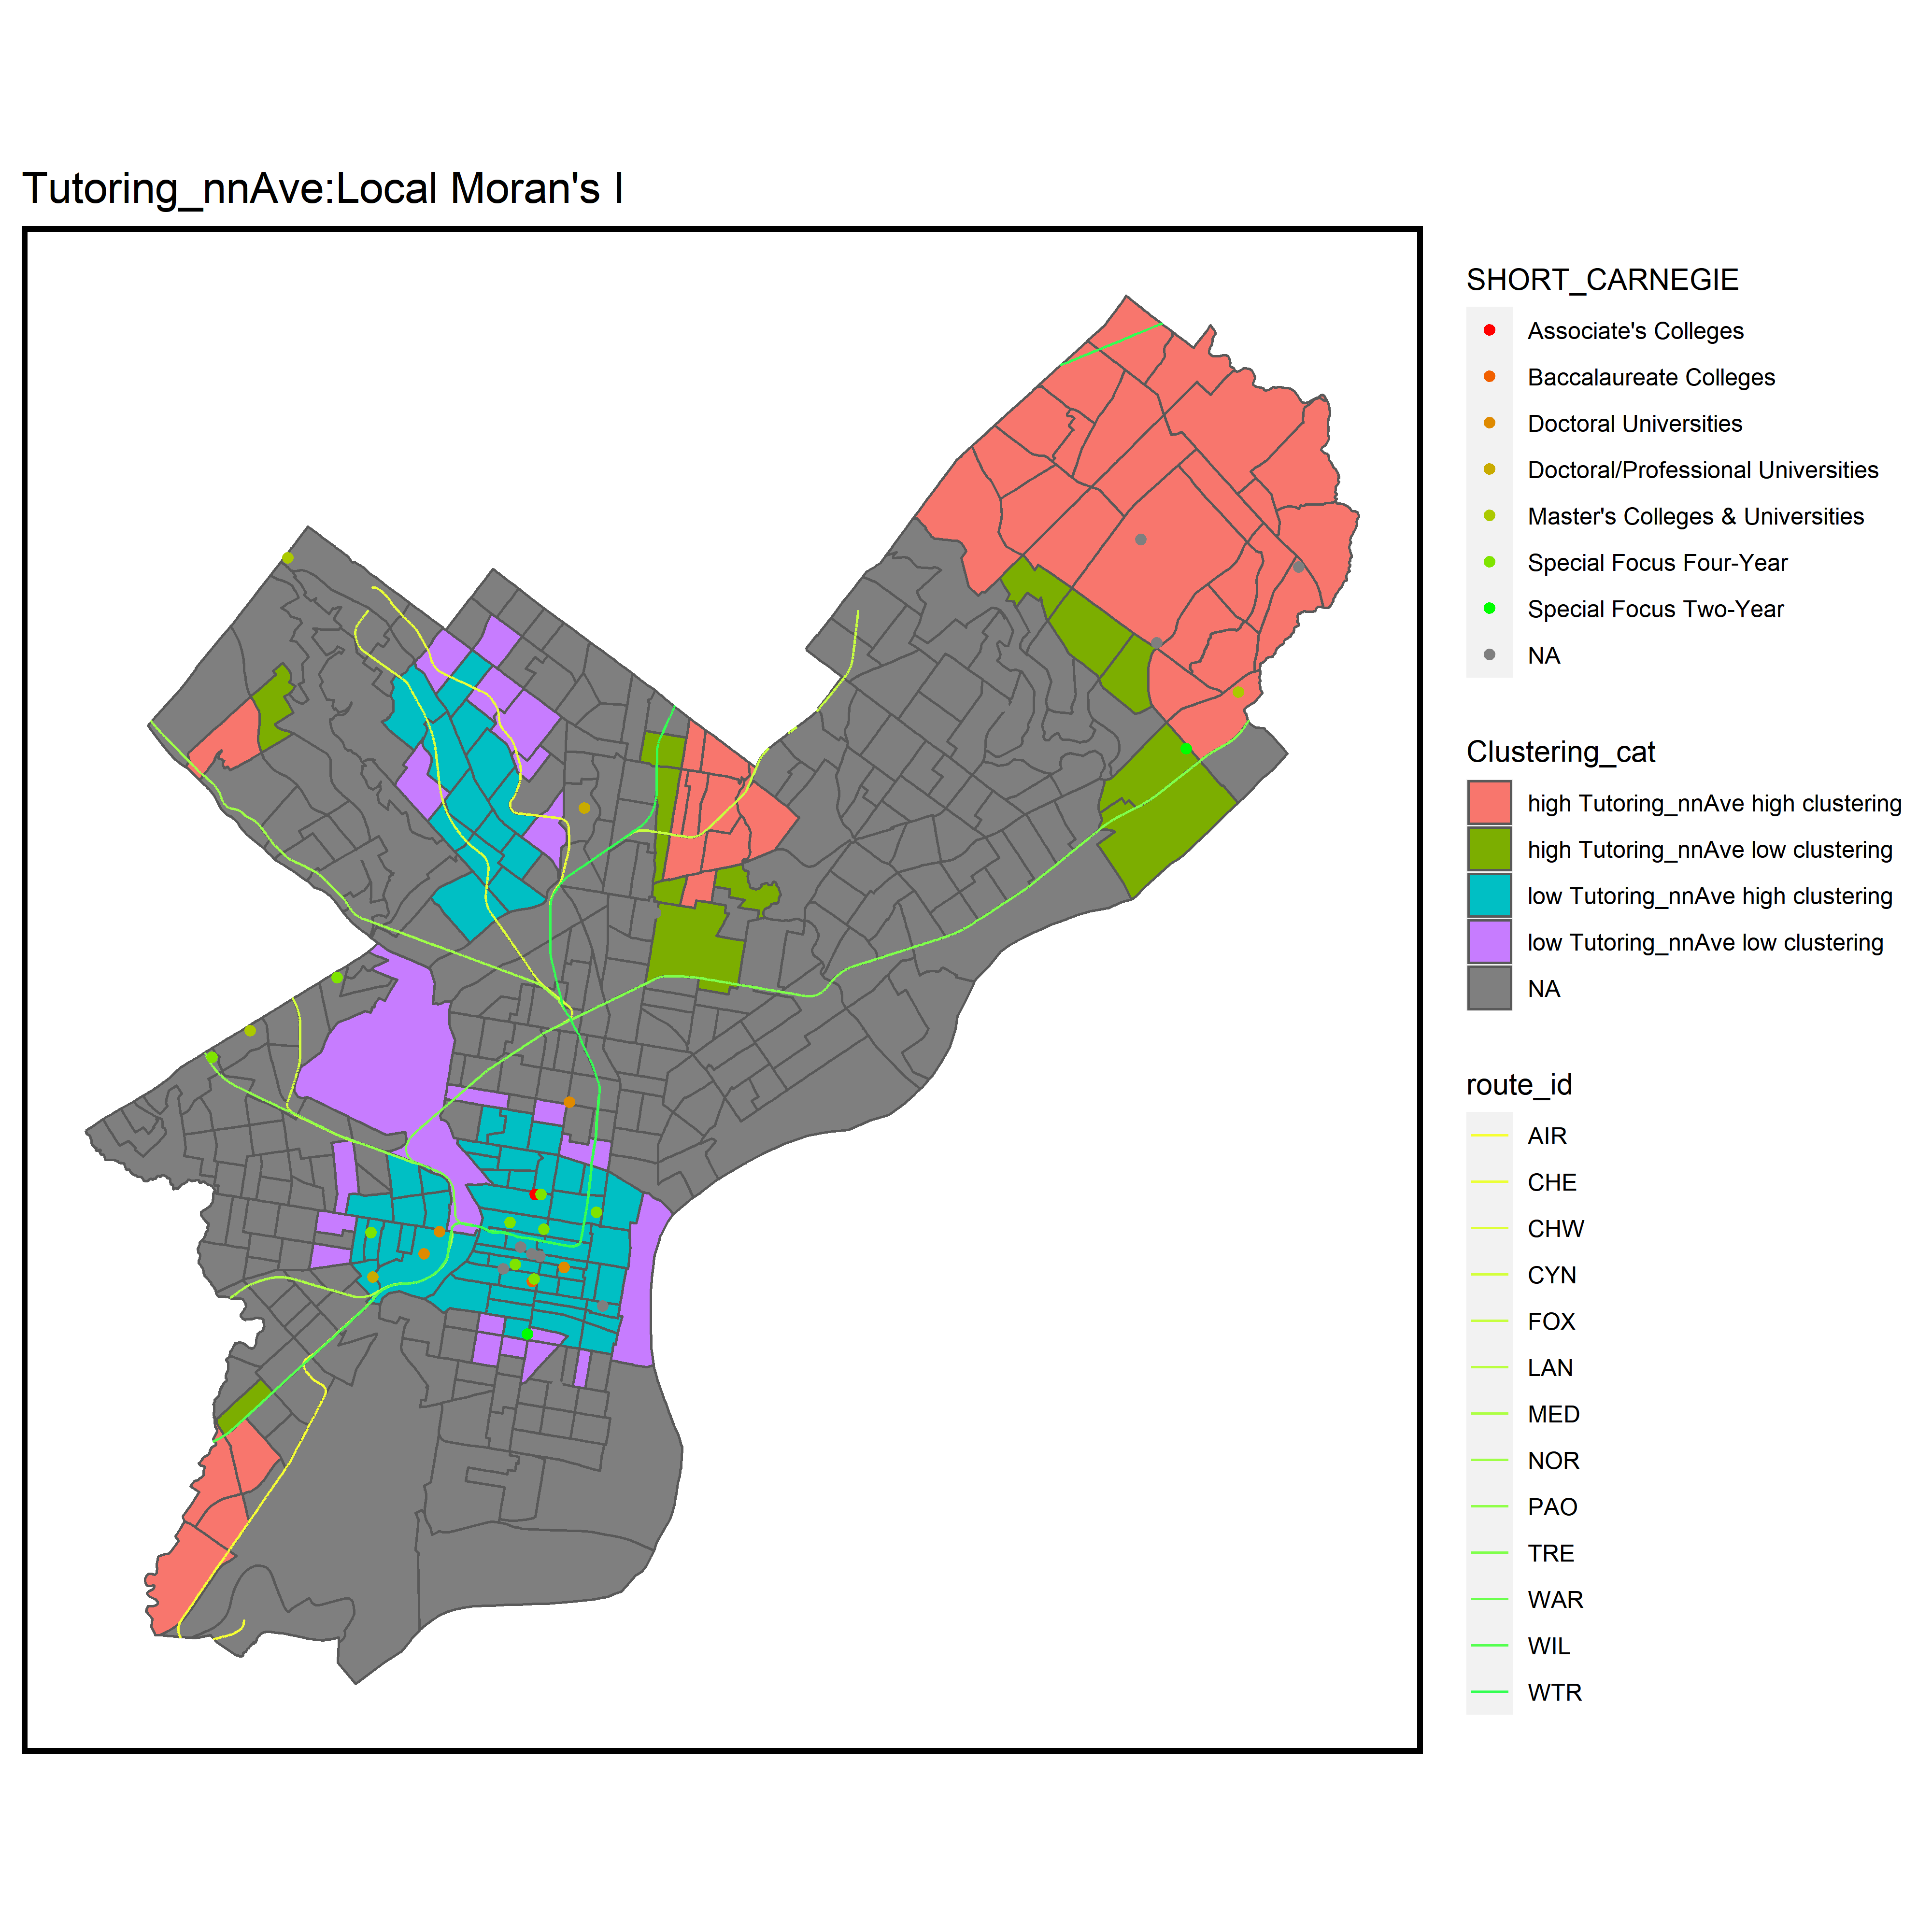 Tutoring_nnAve:Local Moran's I
SHORT_CARNEGIE
Associate's Colleges
Baccalaureate Colleges
Doctoral Universities
Doctoral/Professional Universities
Master's Colleges & Universities
Special Focus Four-Year
Special Focus Two-Year
NA
Clustering_cat
high Tutoring_nnAve high clustering
high Tutoring_nnAve low clustering
low Tutoring_nnAve high clustering
low Tutoring_nnAve low clustering
NA
route_id
AIR
CHE
CHW
CYN
FOX
LAN
MED
NOR
PAO
TRE
WAR
WIL
WTR